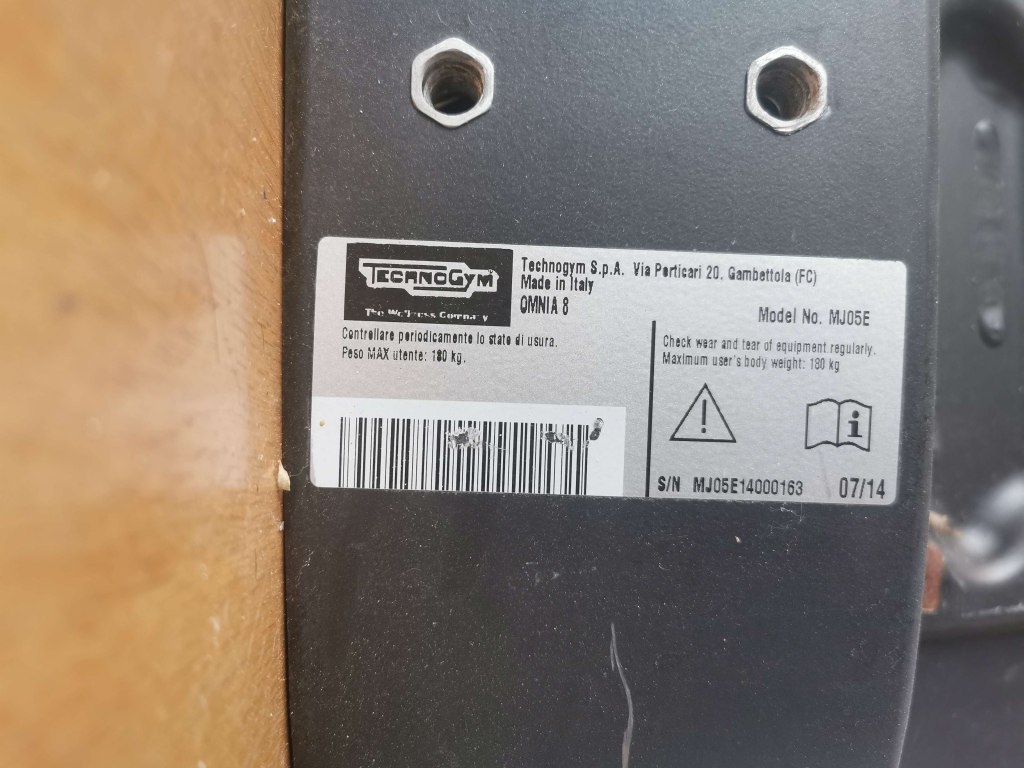 TECHNOGYM
The Wellness Company
Technogym S.p.A. Via Perticari 20. Gambettola (FC)
Made in Italy
OMNIA 8
Model No. MJ05E
Controllare periodicamente lo stato di usura.
Peso MAX utente: 180 kg.
Check wear and tear of equipment regularly.
Maximum user's body weight: 180 kg
S/N MJ05E14000163 07/14